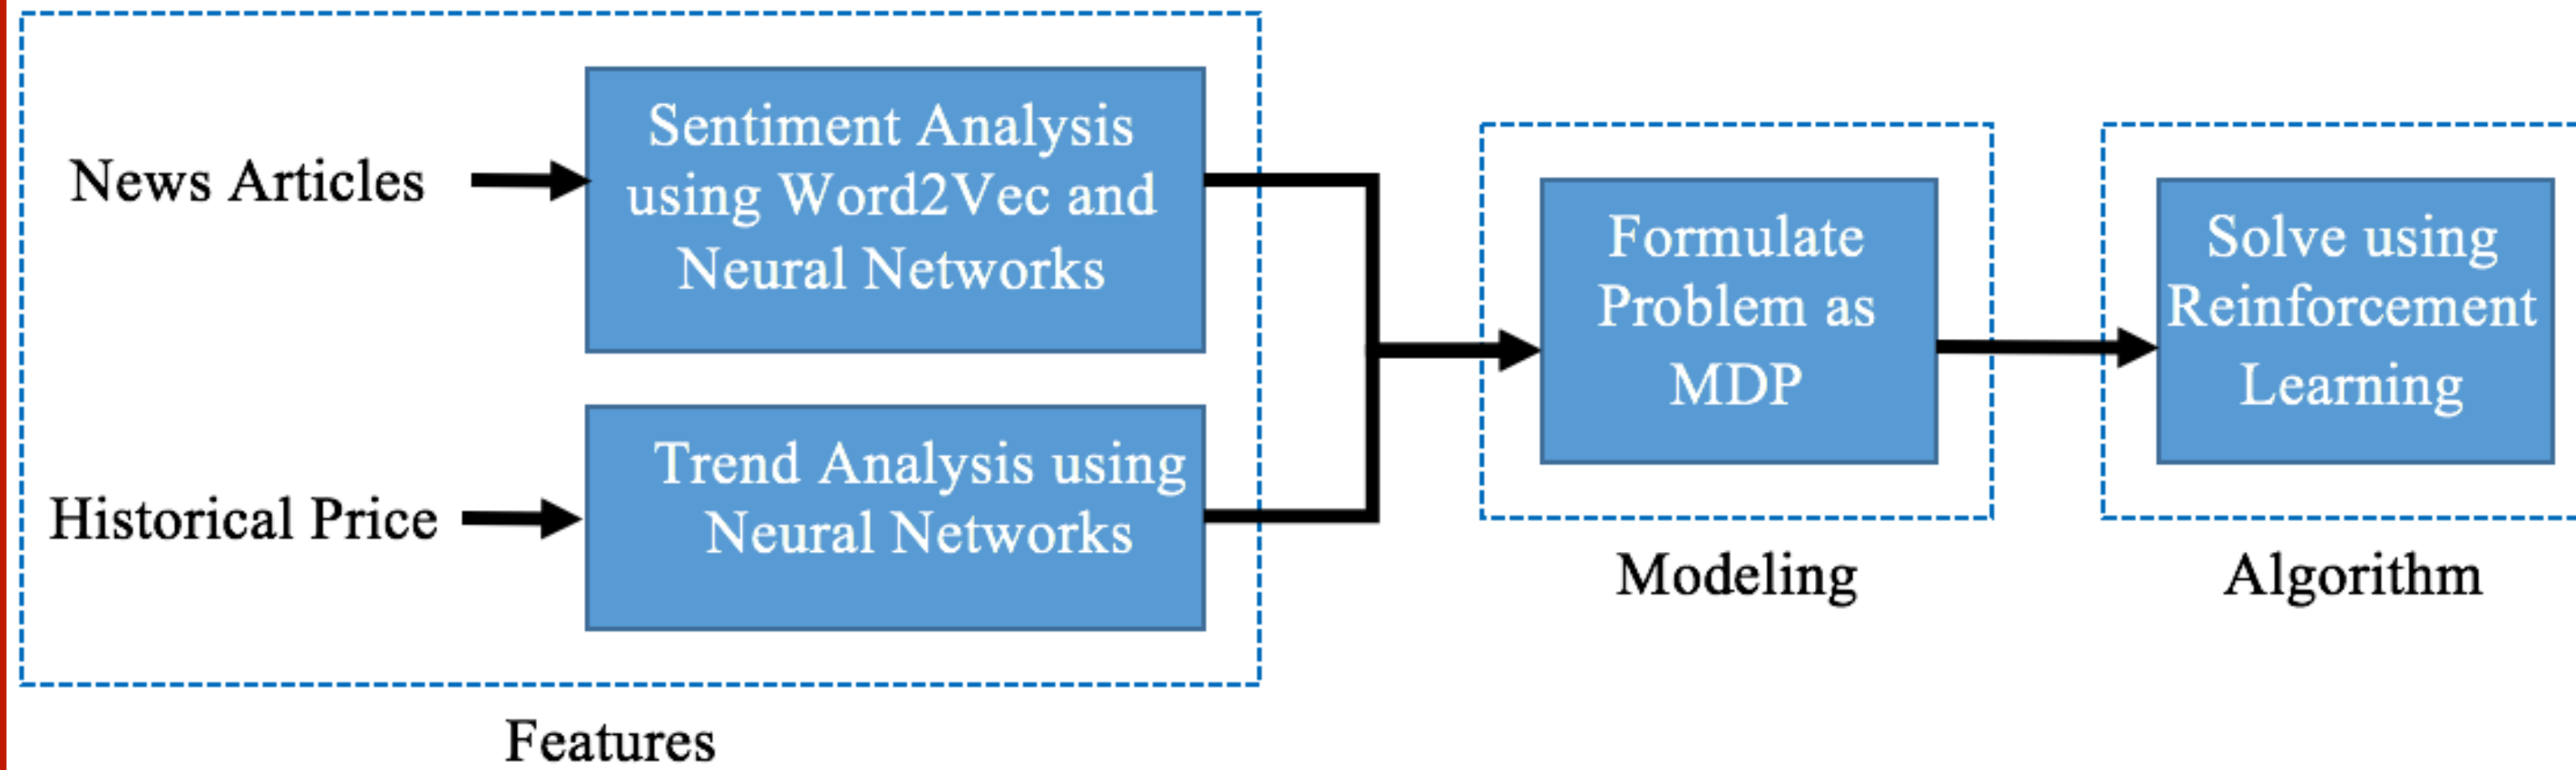 News Articles
Sentiment Analysis
using Word2Vec and
Neural Networks
Historical Price
Trend Analysis using
Neural Networks
Features
Formulate
Problem as
MDP
Modeling
Solve using
Reinforcement
Learning
Algorithm